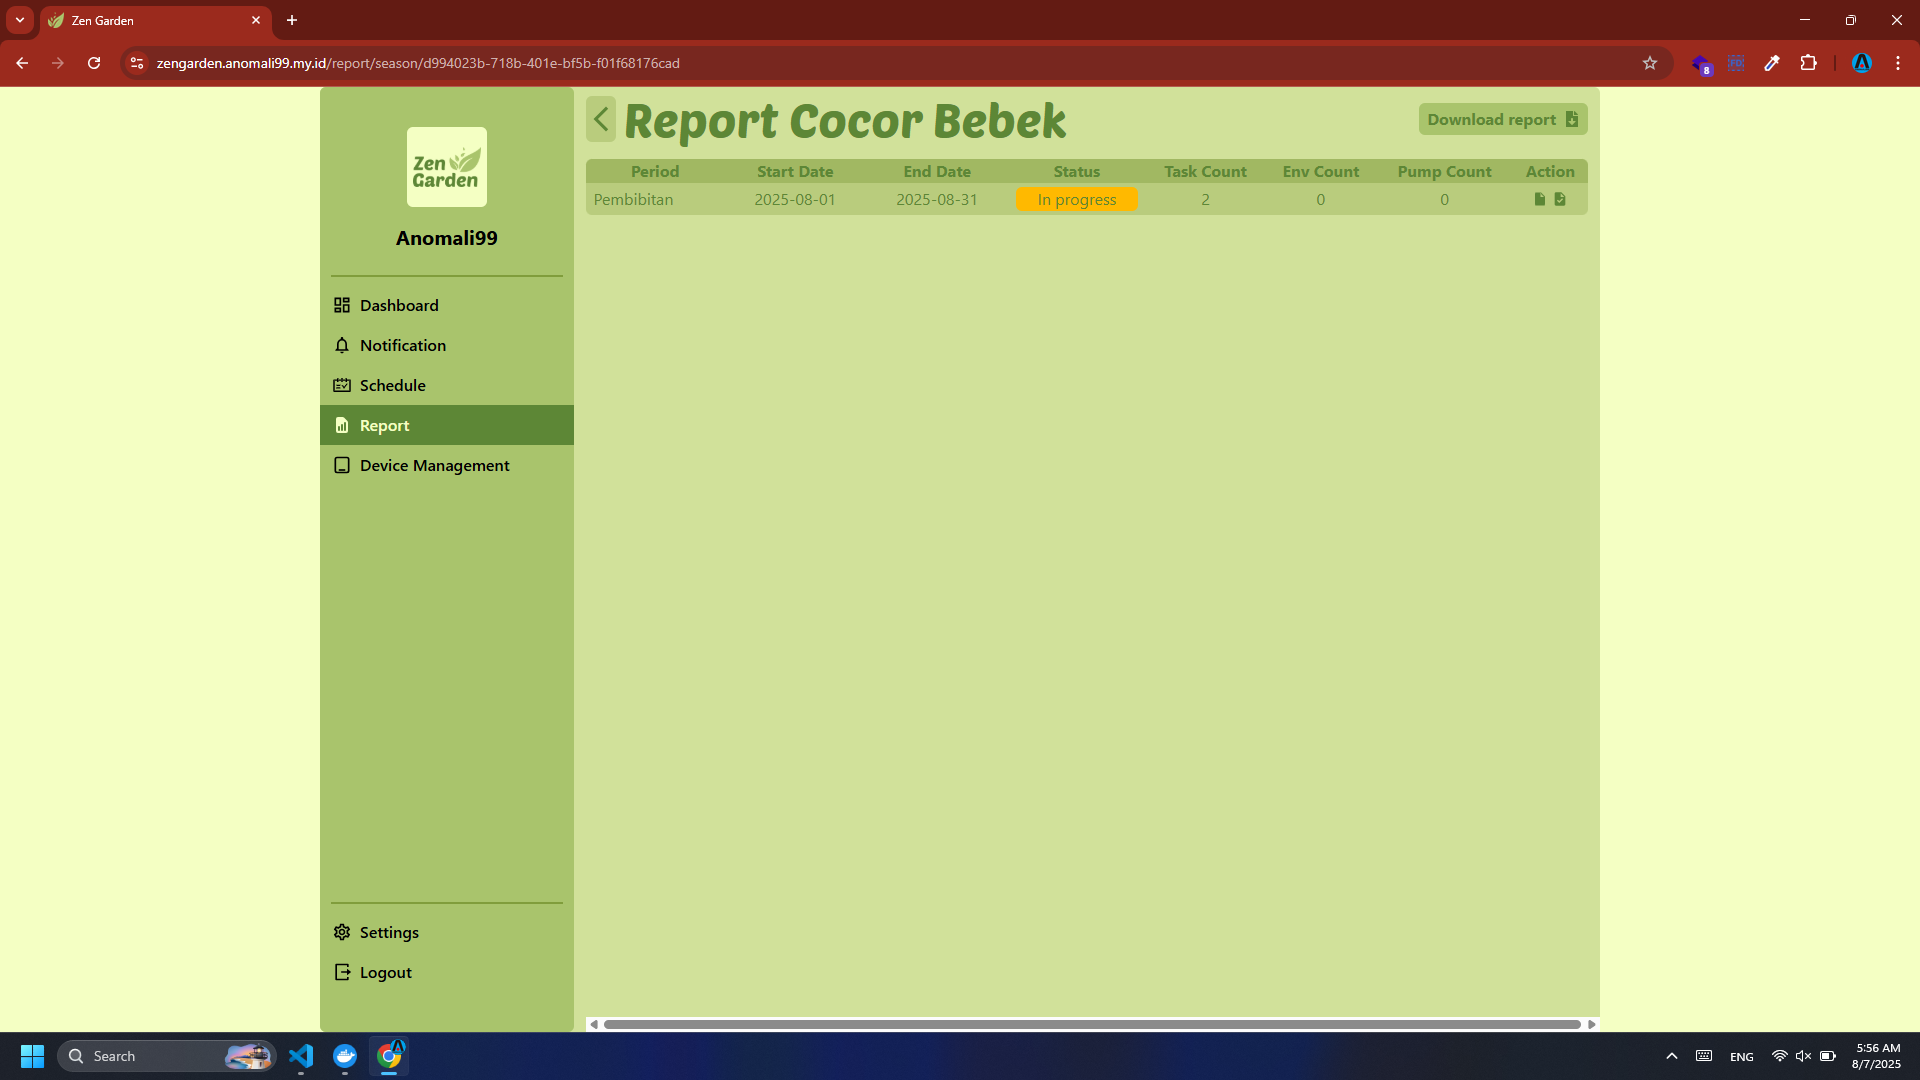 Zen Garden
zengarden.anomali99.my.id/report/season/d994023b-718b-401e-bf5b-f01f68176cad
8
Zen
Garden
Anomali99
Dashboard
Notification
Schedule
Report
Device Management
Settings
Logout
Report Cocor Bebek
Download report
Period Start Date End Date Status Task Count Env Count Pump Count Action
Pembibitan 2025-08-01 2025-08-31 In progress 2 0 0
Search
ENG
5:56 AM
8/7/2025